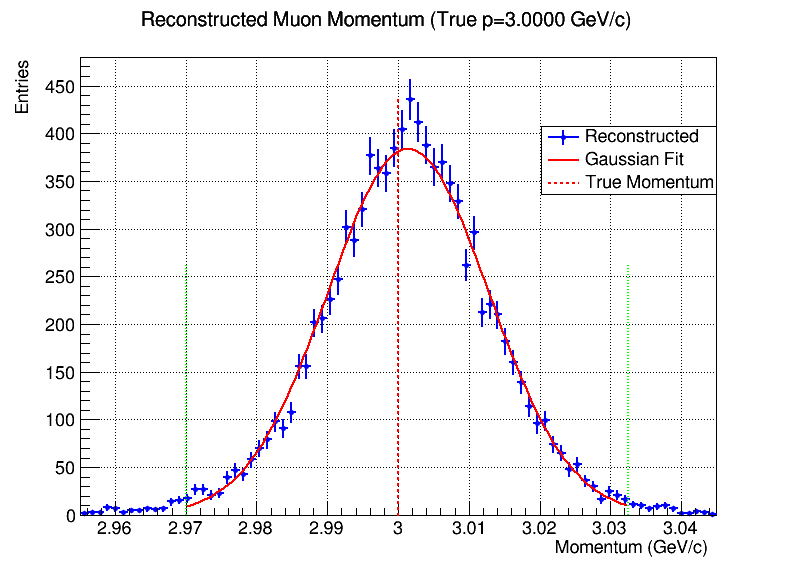 Reconstructed Muon Momentum (True p=3.0000 GeV/c)
Entries
450
400
350
300
250
200
150
100
50
0
Reconstructed
Gaussian Fit
True Momentum
2.96 2.97 2.98 2.99 3 3.01 3.02 3.03 3.04
Momentum (GeV/c)